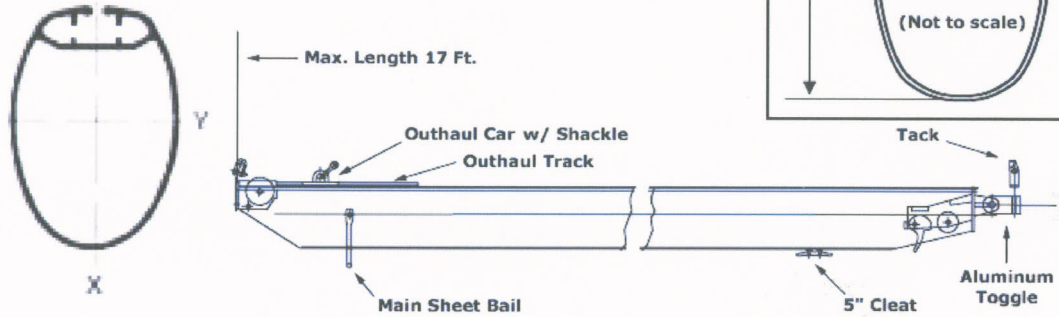 (Not to scale)
Max. Length 17 Ft.
Y
Outhaul Car w/ Shackle
Outhaul Track
Tack
X
Main Sheet Bail
5" Cleat
Aluminum
Toggle